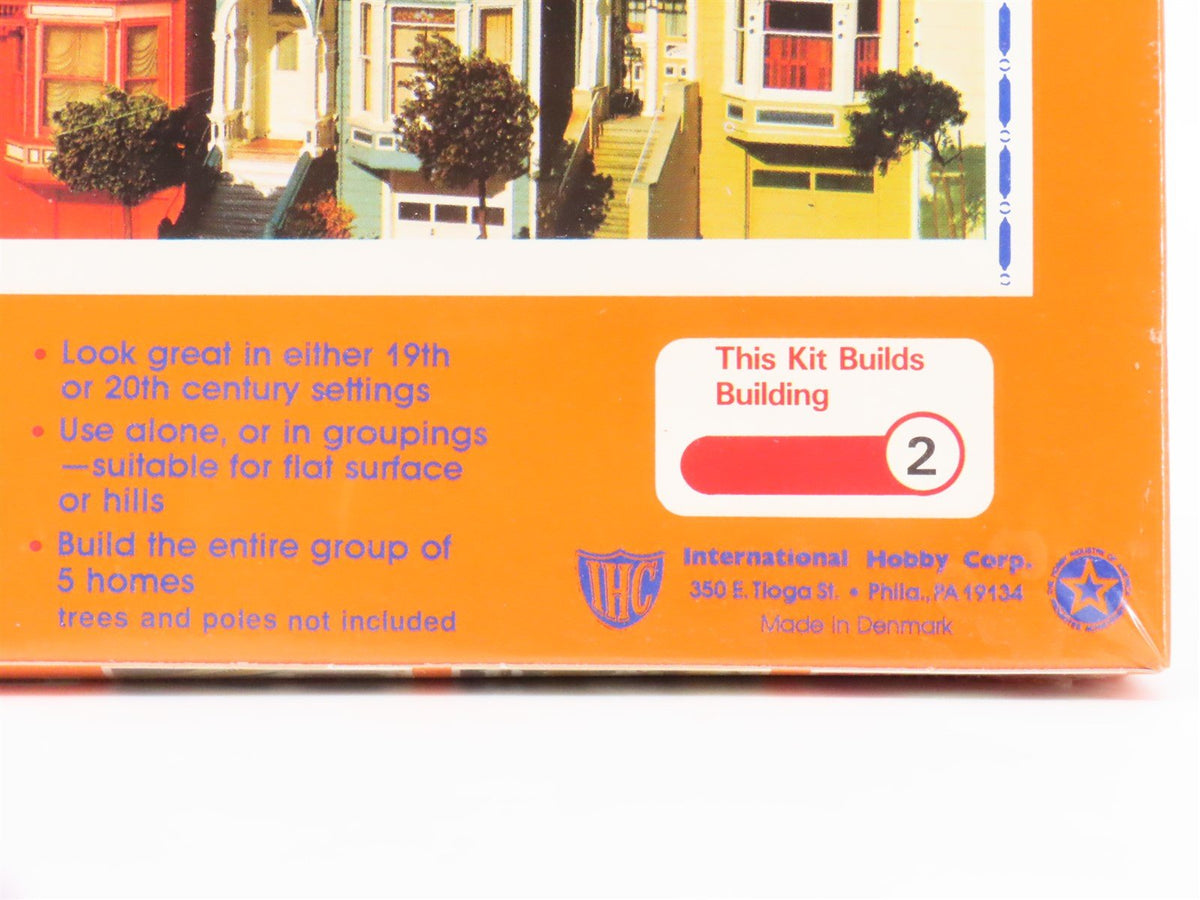 • Look great in either 19th
or 20th century settings
• Use alone, or in groupings
—suitable for flat surface
or hills
• Build the entire group of
5 homes
trees and poles not included
This Kit Builds
Building
2
IHC
International Hobby Corp.
350 E. Tioga St. • Phila., PA 19134
Made in Denmark